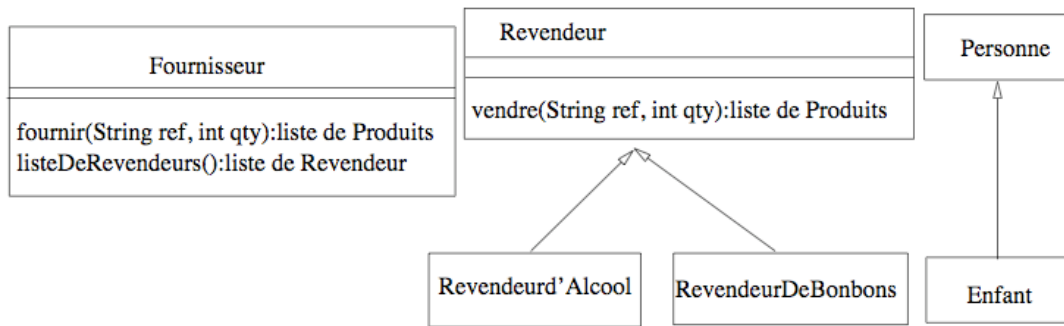 Fournisseur
fournir(String ref, int qty):liste de Produits
listeDeRevendeurs():liste de Revendeur
Revendeur
vendre(String ref, int qty):liste de Produits
Personne
Revendeurd'Alcool
RevendeurDeBonbons
Enfant